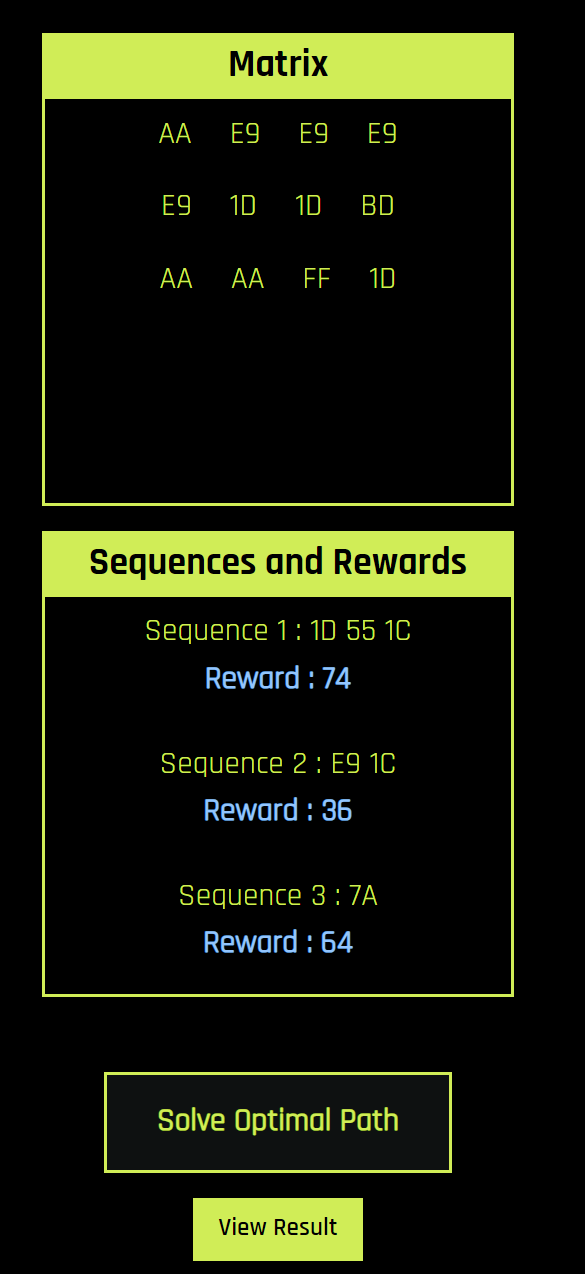 Matrix
AA E9 E9 E9
E9 1D 1D BD
AA AA FF 1D
Sequences and Rewards
Sequence 1 : 1D 55 1C
Reward : 74
Sequence 2 : E9 1C
Reward : 36
Sequence 3 : 7A
Reward : 64
Solve Optimal Path
View Result